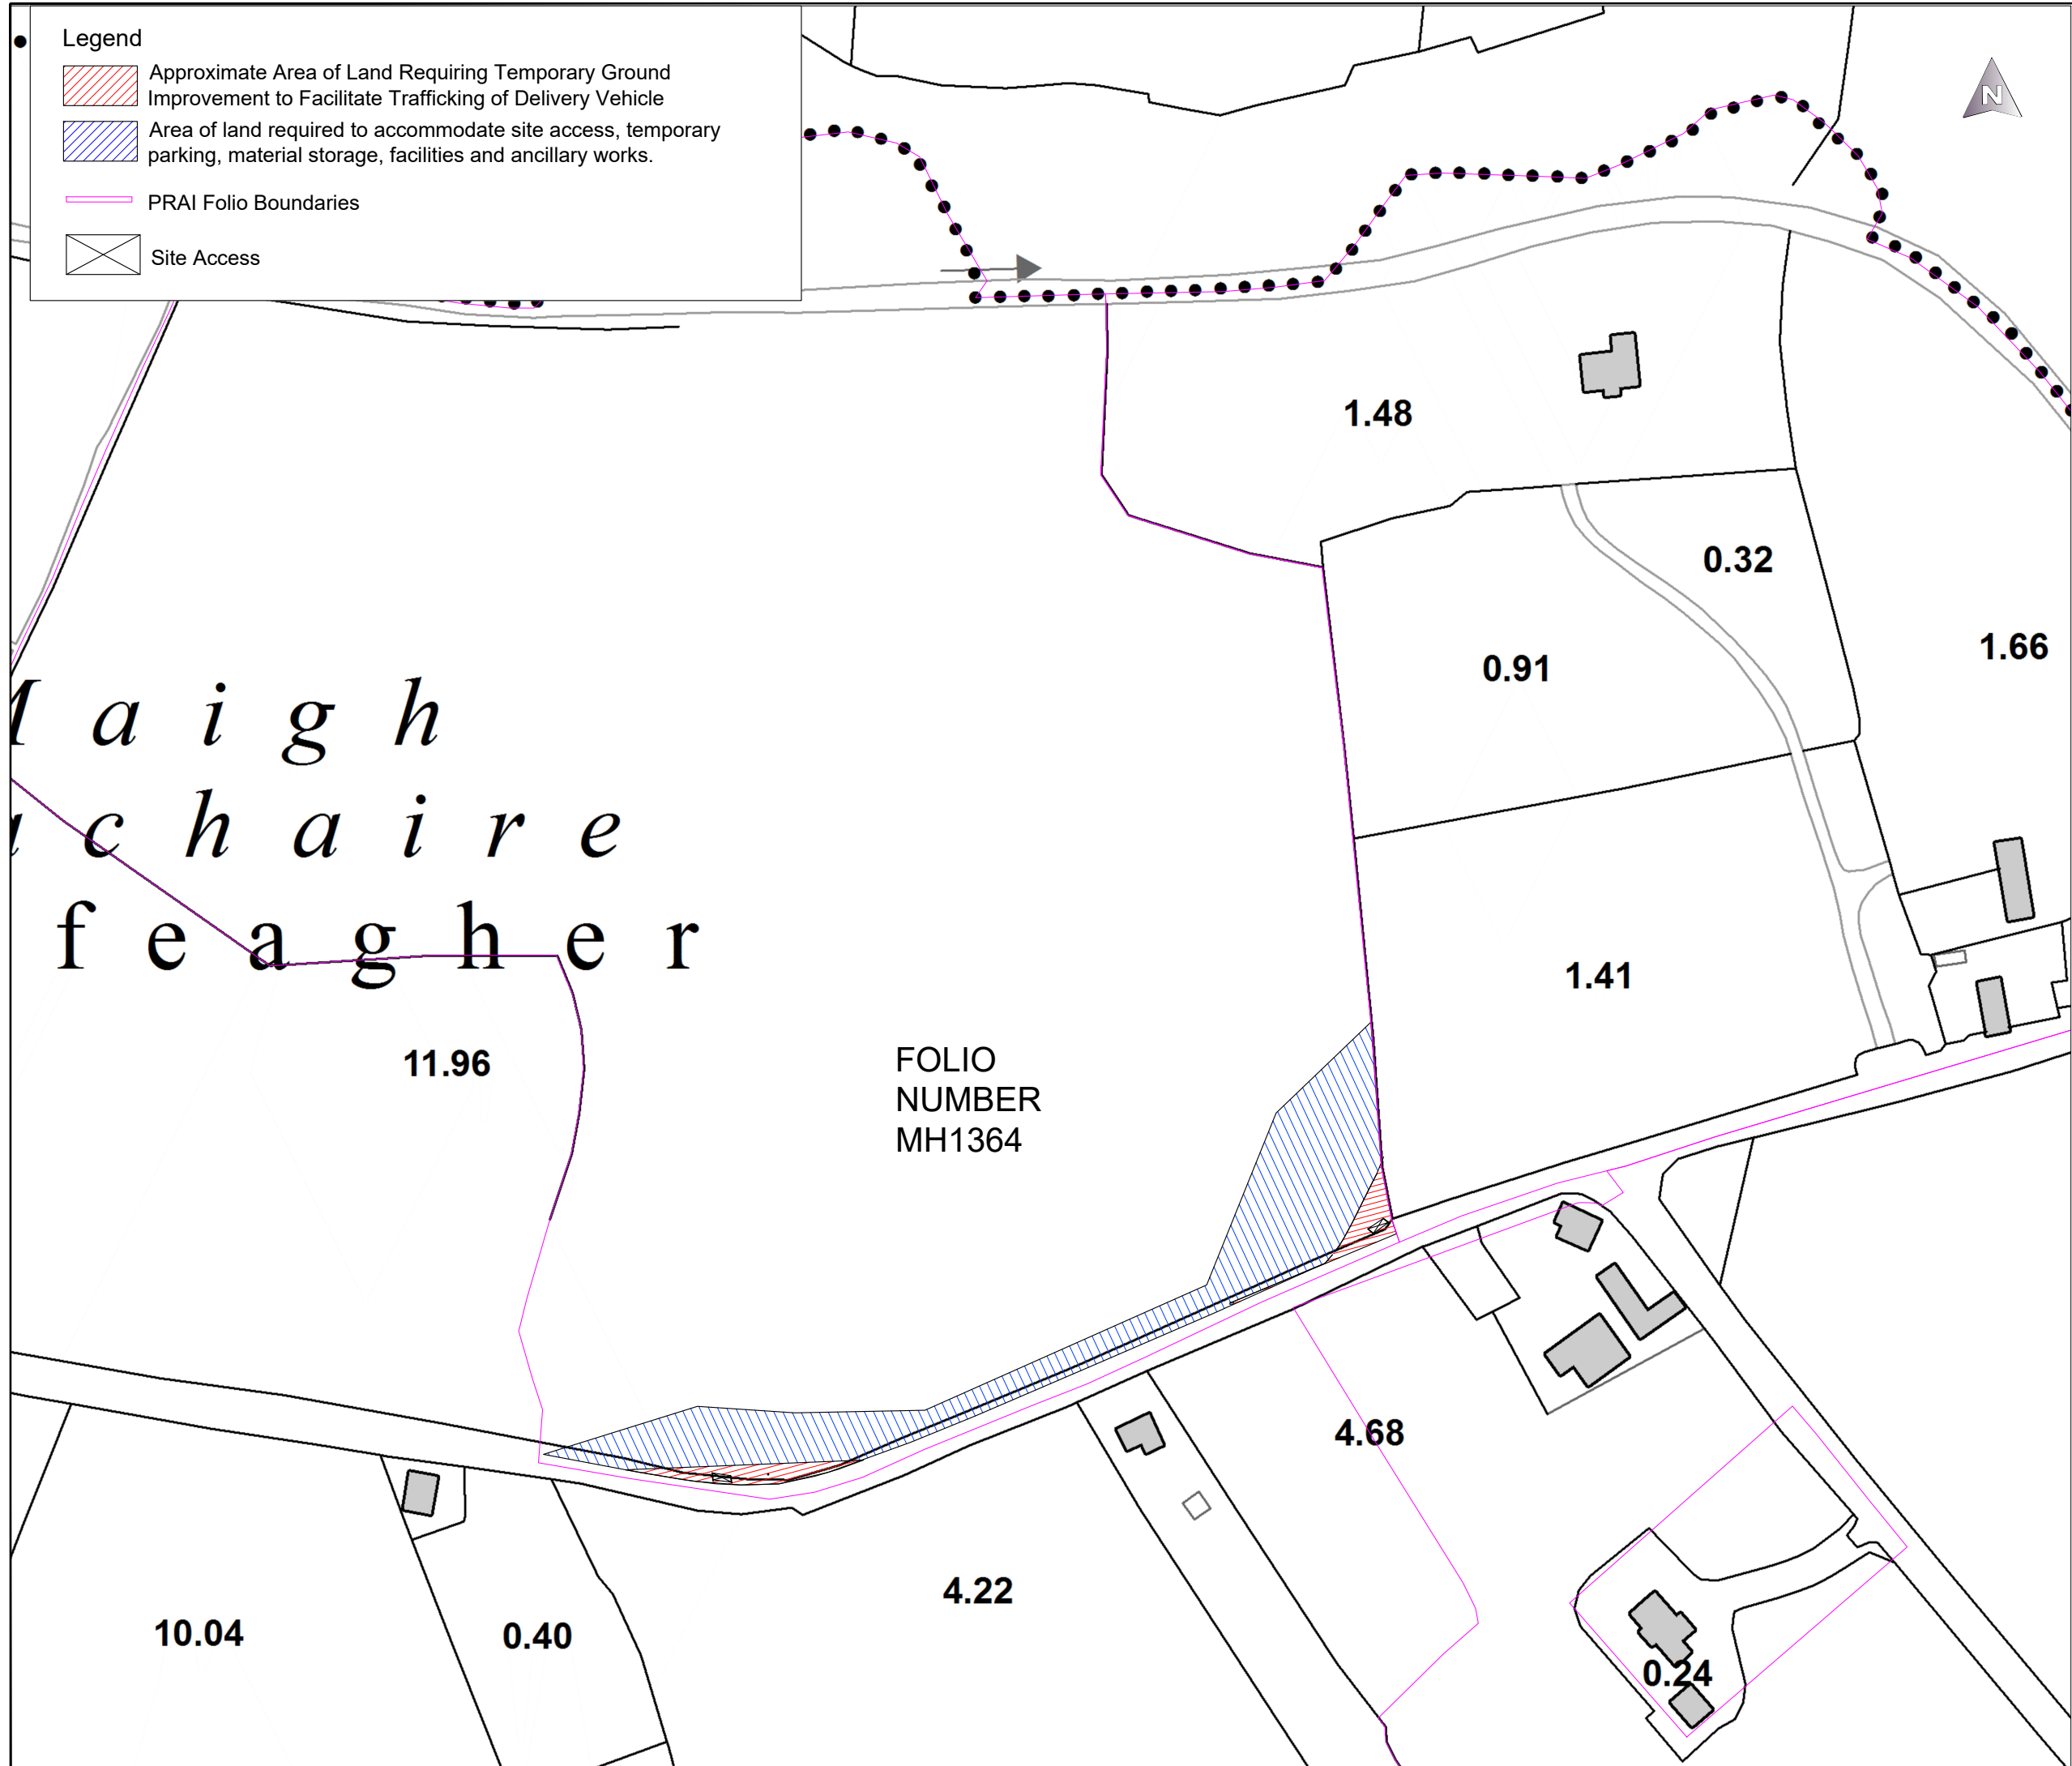 Legend
Approximate Area of Land Requiring Temporary Ground
Improvement to Facilitate Trafficking of Delivery Vehicle
Area of land required to accommodate site access, temporary
parking, material storage, facilities and ancillary works.
PRAI Folio Boundaries
Site Access
N
1.48
0.32
0.91
1.66
aigh
chaire
feagher
1.41
11.96
FOLIO
NUMBER
MH1364
4.68
4.22
10.04
0.40
0.24